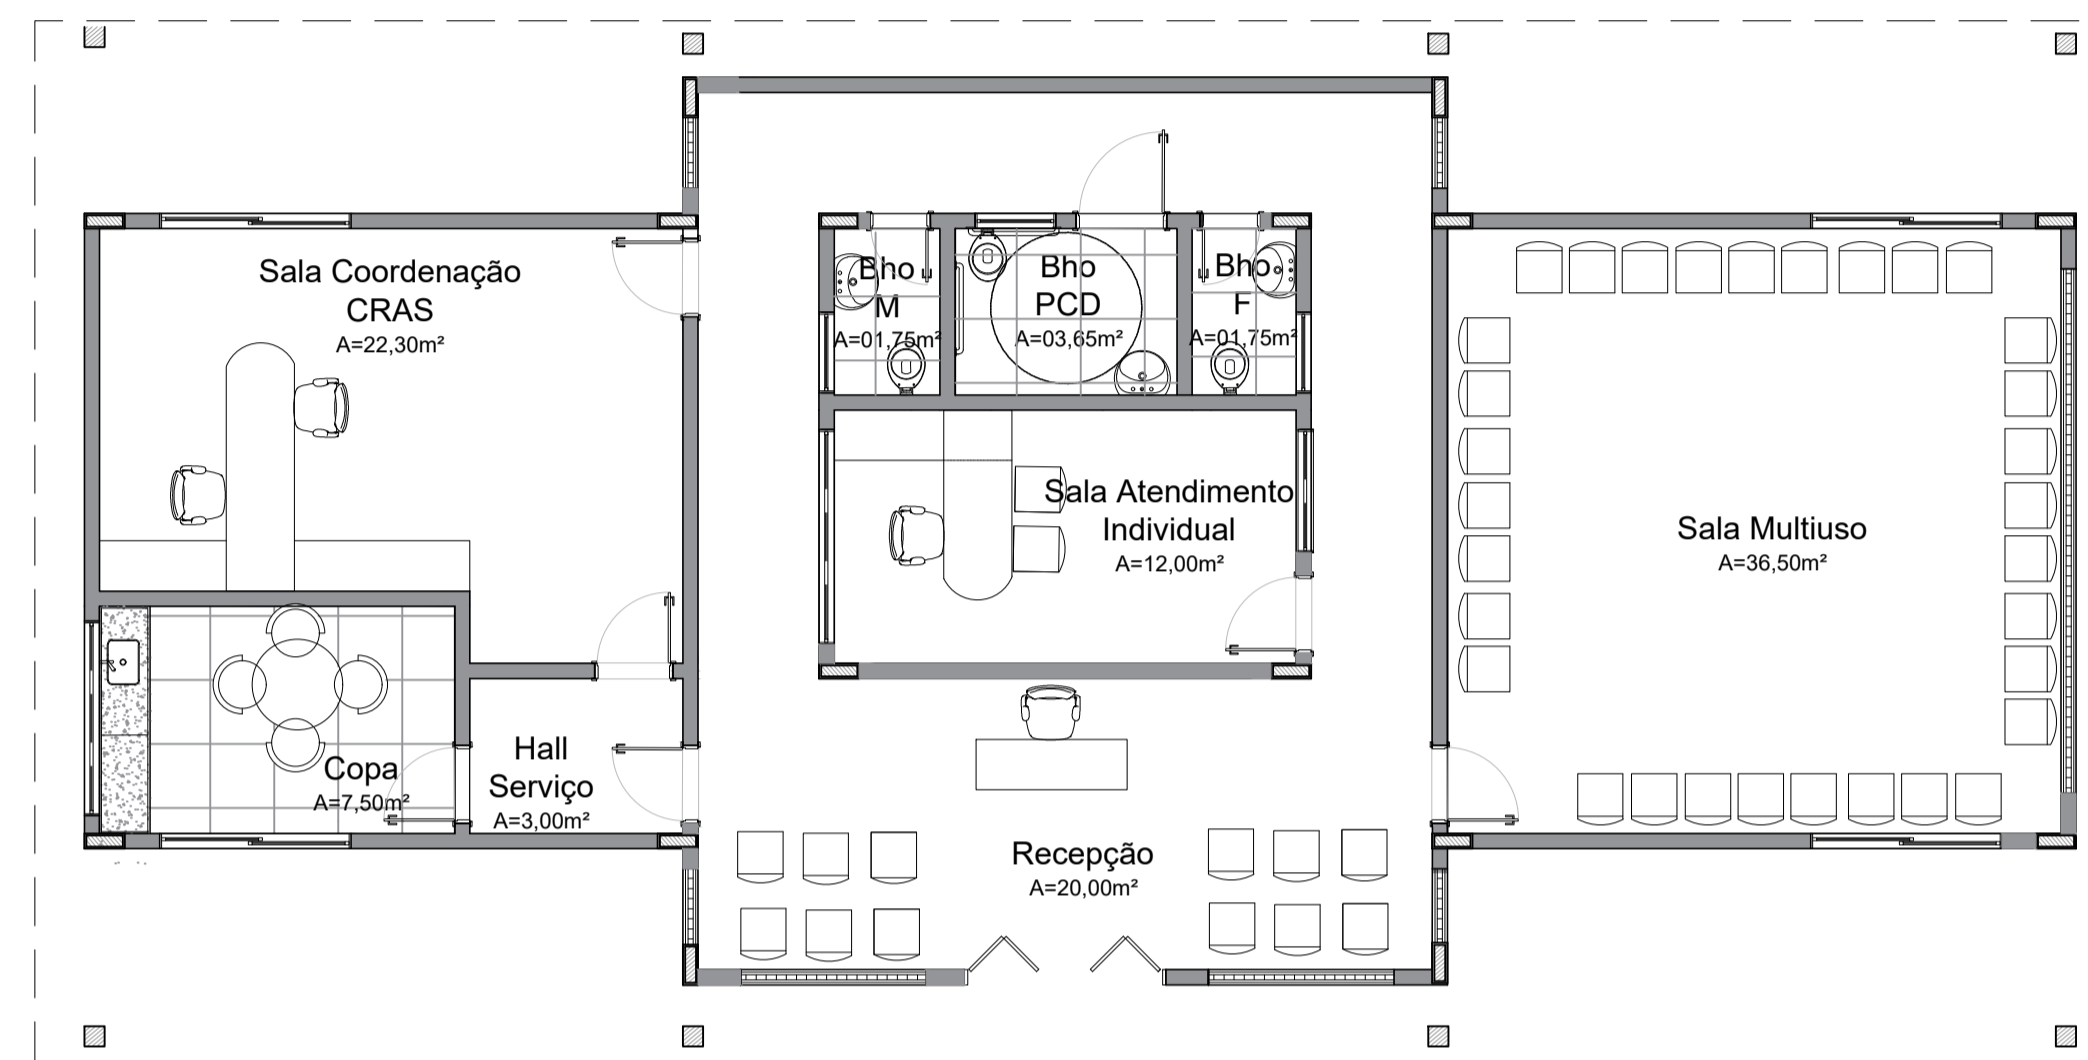 Sala Coordenação
CRAS
A=22,30m²
Bho
M
A=01,75m²
Bho
PCD
A=03,65m²
Bho
F
A=01,75m²
Sala Atendimento
Individual
A=12,00m²
Sala Multiuso
A=36,50m²
Copa
A=7,50m²
Hall
Serviço
A=3,00m²
Recepção
A=20,00m²